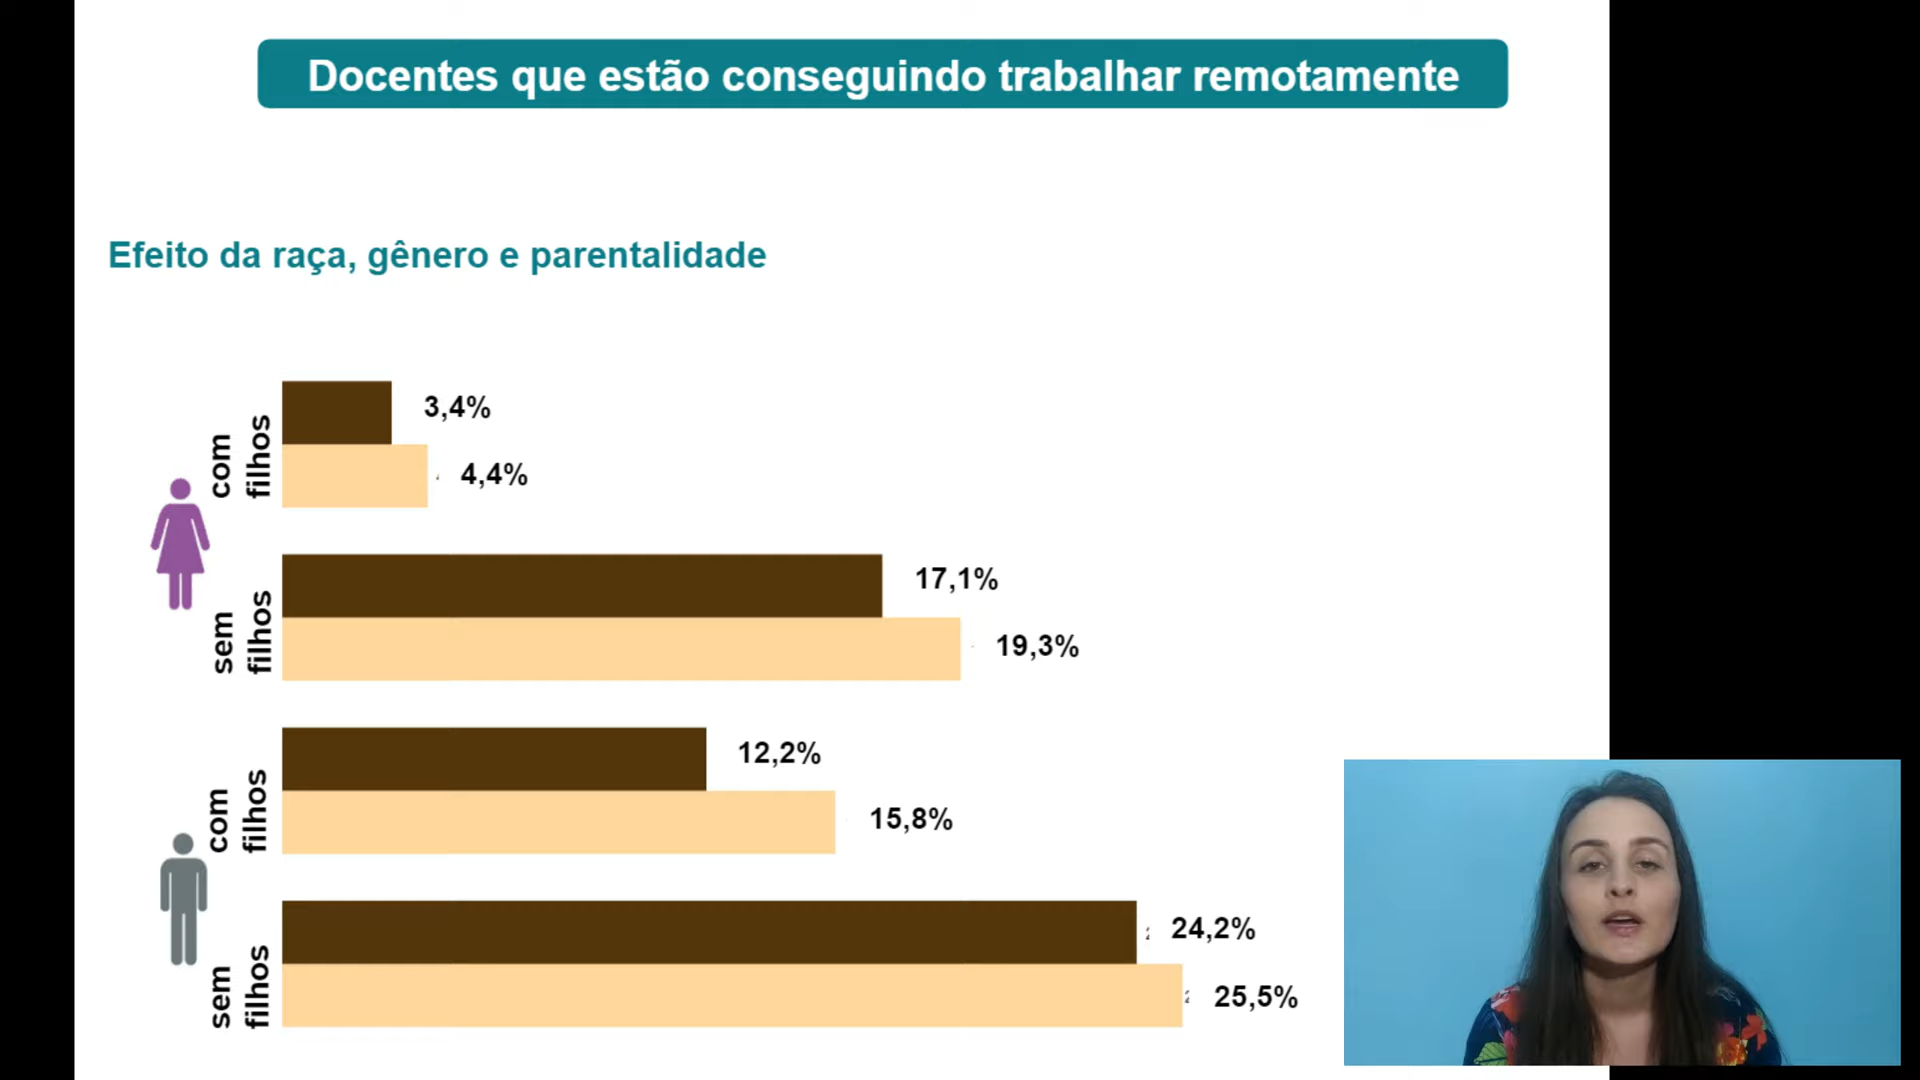 Docentes que estão conseguindo trabalhar remotamente
Efeito da raça, gênero e parentalidade
com
filhos
3,4%
4,4%
sem
filhos
17,1%
19,3%
com
filhos
12,2%
15,8%
sem
filhos
24,2%
25,5%